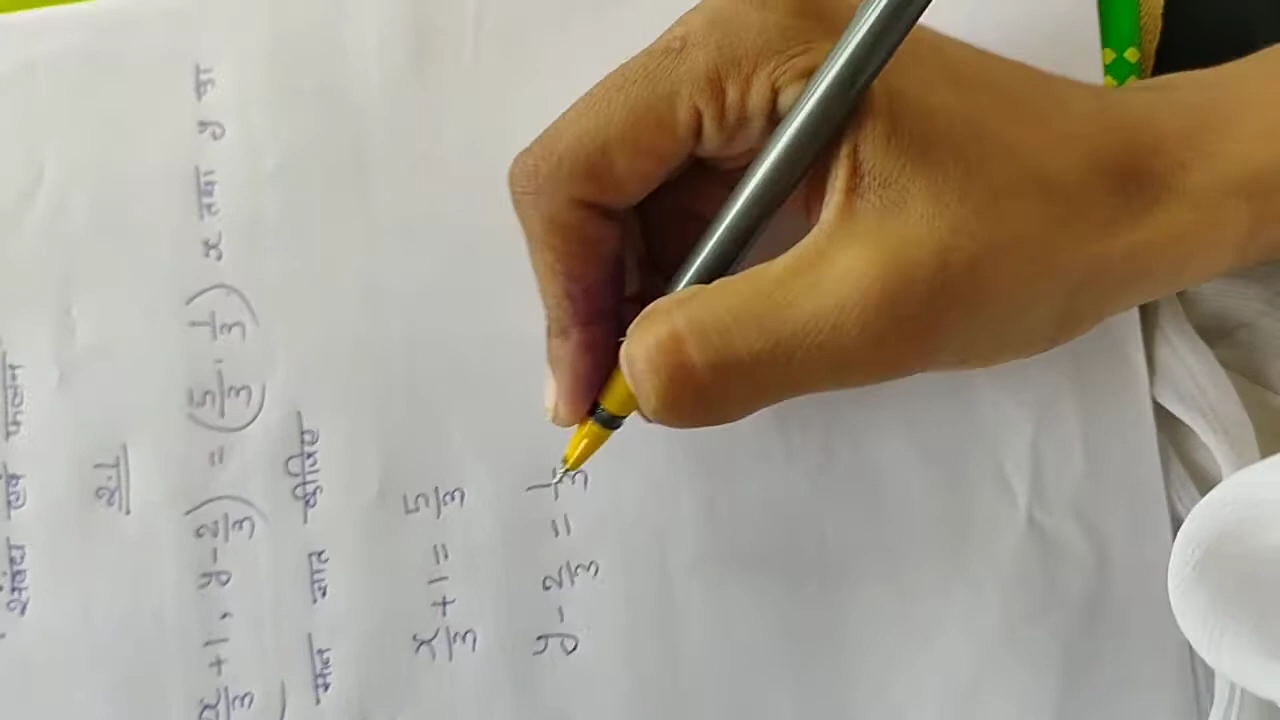 संबंध एवं फलन
2.1
x/3 + 1, y - 2/3) = (5/3, 1/3) x तथा y का
मान ज्ञात कीजिए
x/3 + 1 = 5/3
y - 2/3 = 1/3